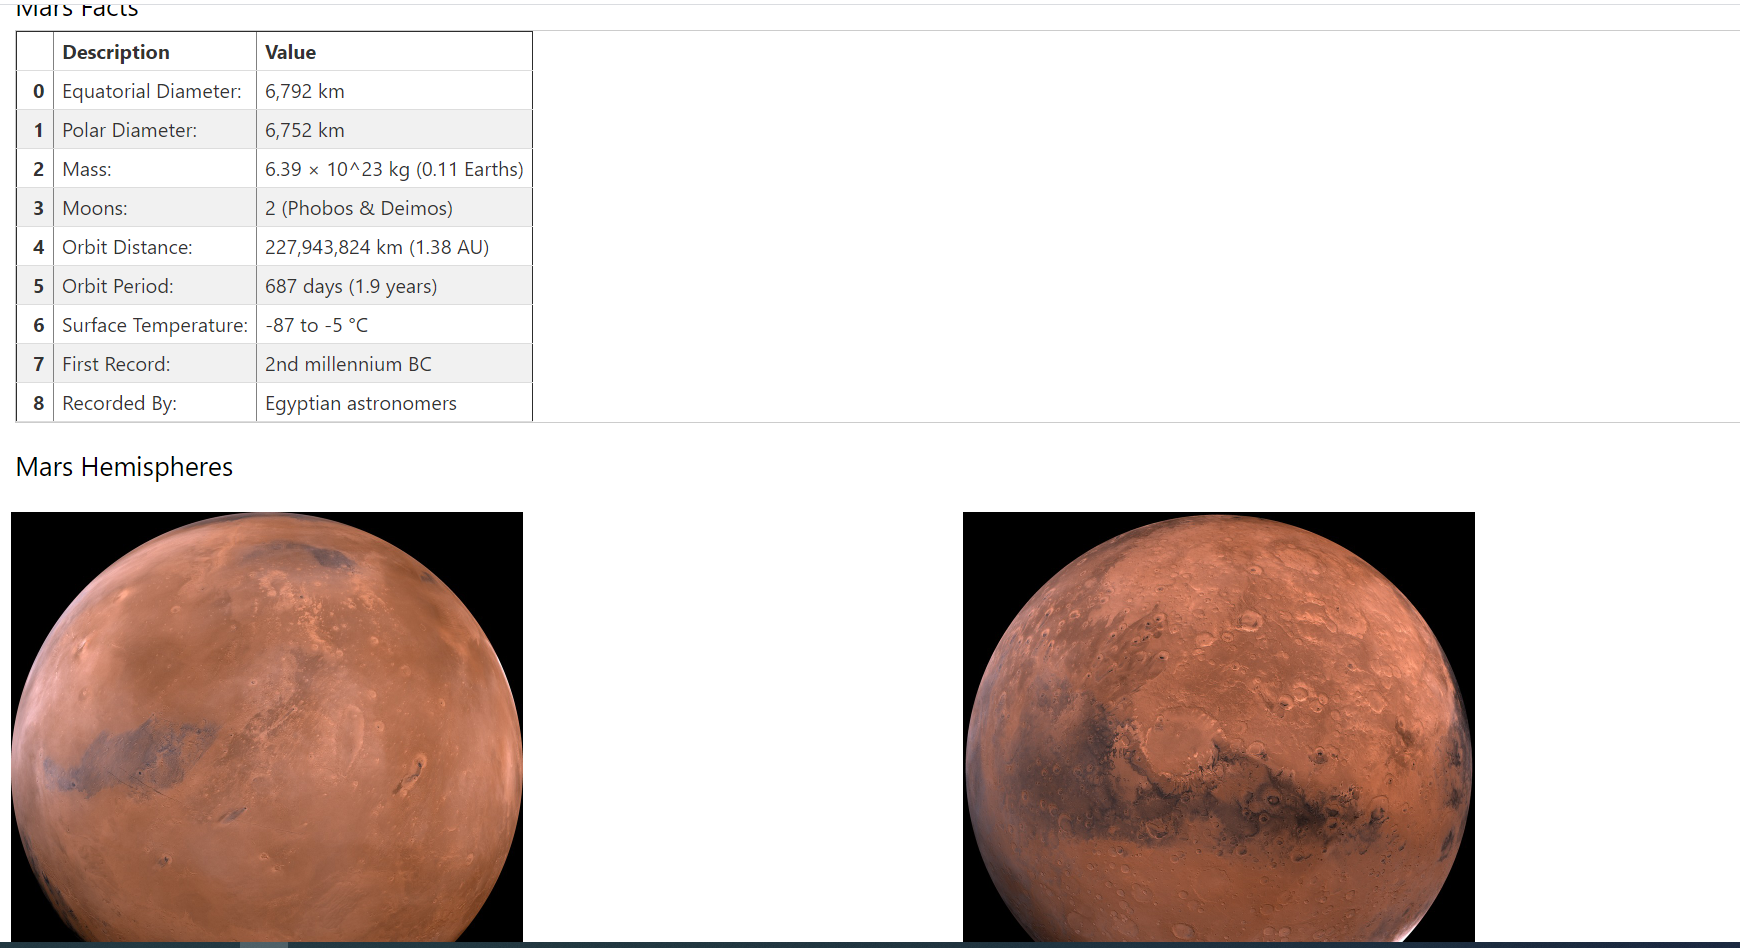 Mars Facts
Description Value
0 Equatorial Diameter: 6,792 km
1 Polar Diameter: 6,752 km
2 Mass: 6.39 × 10^23 kg (0.11 Earths)
3 Moons: 2 (Phobos & Deimos)
4 Orbit Distance: 227,943,824 km (1.38 AU)
5 Orbit Period: 687 days (1.9 years)
6 Surface Temperature: -87 to -5 °C
7 First Record: 2nd millennium BC
8 Recorded By: Egyptian astronomers
Mars Hemispheres